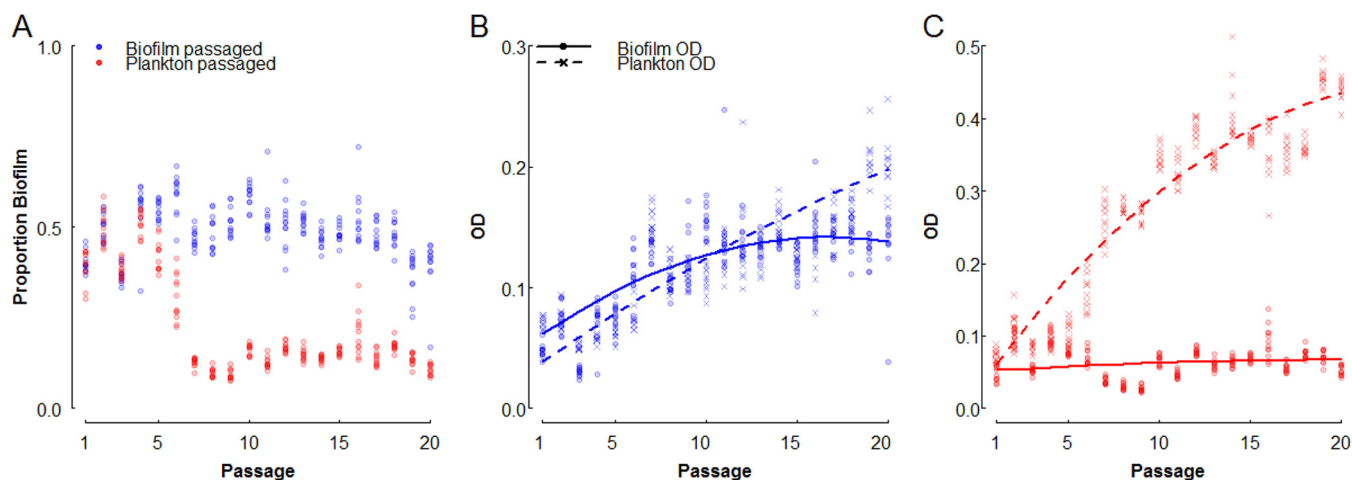 A
1.0
0.5
0.0
Proportion Biofilm
Biofilm passaged
Plankton passaged
1 5 10 15 20
Passage
B
0.3
0.2
0.1
0.0
OD
Biofilm OD
Plankton OD
1 5 10 15 20
Passage
C
0.5
0.4
0.3
0.2
0.1
0.0
OD
1 5 10 15 20
Passage